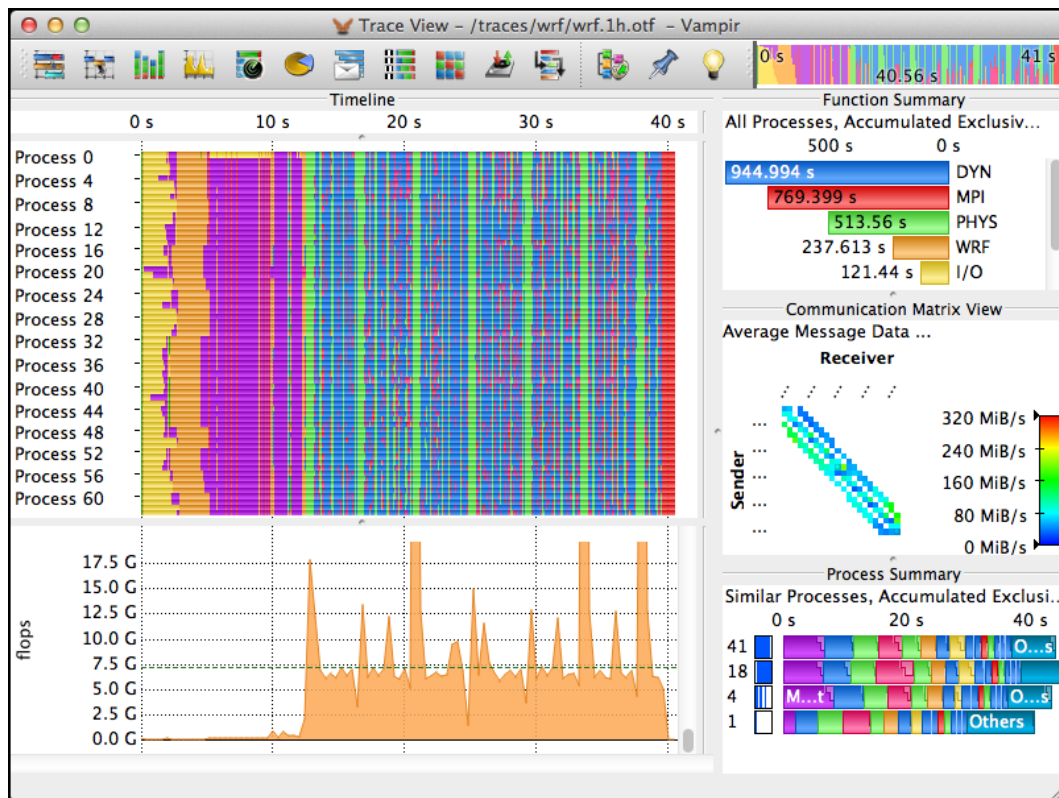 Trace View – /traces/wrf/wrf.1h.otf – Vampir
0 s 41 s
40.56 s
Timeline
0 s 10 s 20 s 30 s 40 s
Process 0
Process 4
Process 8
Process 12
Process 16
Process 20
Process 24
Process 28
Process 32
Process 36
Process 40
Process 44
Process 48
Process 52
Process 56
Process 60
flops
17.5 G
15.0 G
12.5 G
10.0 G
7.5 G
5.0 G
2.5 G
0.0 G
Function Summary
All Processes, Accumulated Exclusiv...
500 s 0 s
944.994 s DYN
769.399 s MPI
513.56 s PHYS
237.613 s WRF
121.44 s I/O
Communication Matrix View
Average Message Data ...
Receiver
Sender
...
...
...
...
...
320 MiB/s
240 MiB/s
160 MiB/s
80 MiB/s
0 MiB/s
Process Summary
Similar Processes, Accumulated Exclusi...
0 s 20 s 40 s
41 O...s
18
4 M...t O...s
1 Others